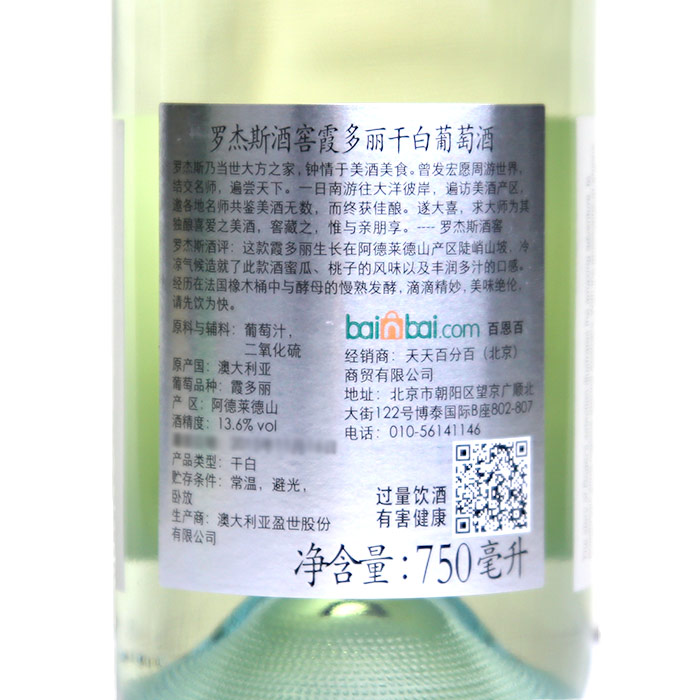 罗杰斯酒窖霞多丽干白葡萄酒
罗杰斯乃当世大方之家，钟情于美酒美食。曾发宏愿周游世界，
结交名师，遍尝天下。一日南游往大洋彼岸，遍访美酒产区，
邀各地名师共鉴美酒无数，而终获佳酿。遂大喜，求大师为其
独酿喜爱之美酒，窖藏之，惟与亲朋享。---- 罗杰斯酒窖
罗杰斯酒评：这款霞多丽生长在阿德莱德山产区陡峭山坡，冷
凉气候造就了此款酒蜜瓜、桃子的风味以及丰润多汁的口感。
经历在法国橡木桶中与酵母的慢熟发酵，滴滴精妙，美味绝伦，
请先饮为快。
原料与辅料：葡萄汁，
二氧化硫
原产国：澳大利亚
葡萄品种：霞多丽
产 区：阿德莱德山
酒精度：13.6% vol
产品类型：干白
贮存条件：常温，避光，
卧放
生产商：澳大利亚盈世股份
有限公司
bainbai.com 百恩百
经销商：天天百分百（北京）
商贸有限公司
地址：北京市朝阳区望京广顺北
大街122号博泰国际B座802-807
电话：010-56141146
过量饮酒
有害健康
净含量：750毫升